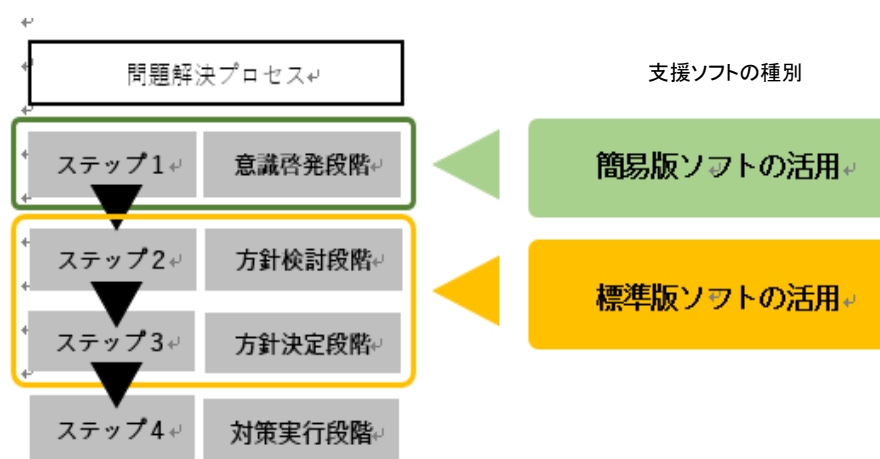 問題解決プロセス
支援ソフトの種別
ステップ1 意識啓発段階
簡易版ソフトの活用
ステップ2 方針検討段階
標準版ソフトの活用
ステップ3 方針決定段階
ステップ4 対策実行段階